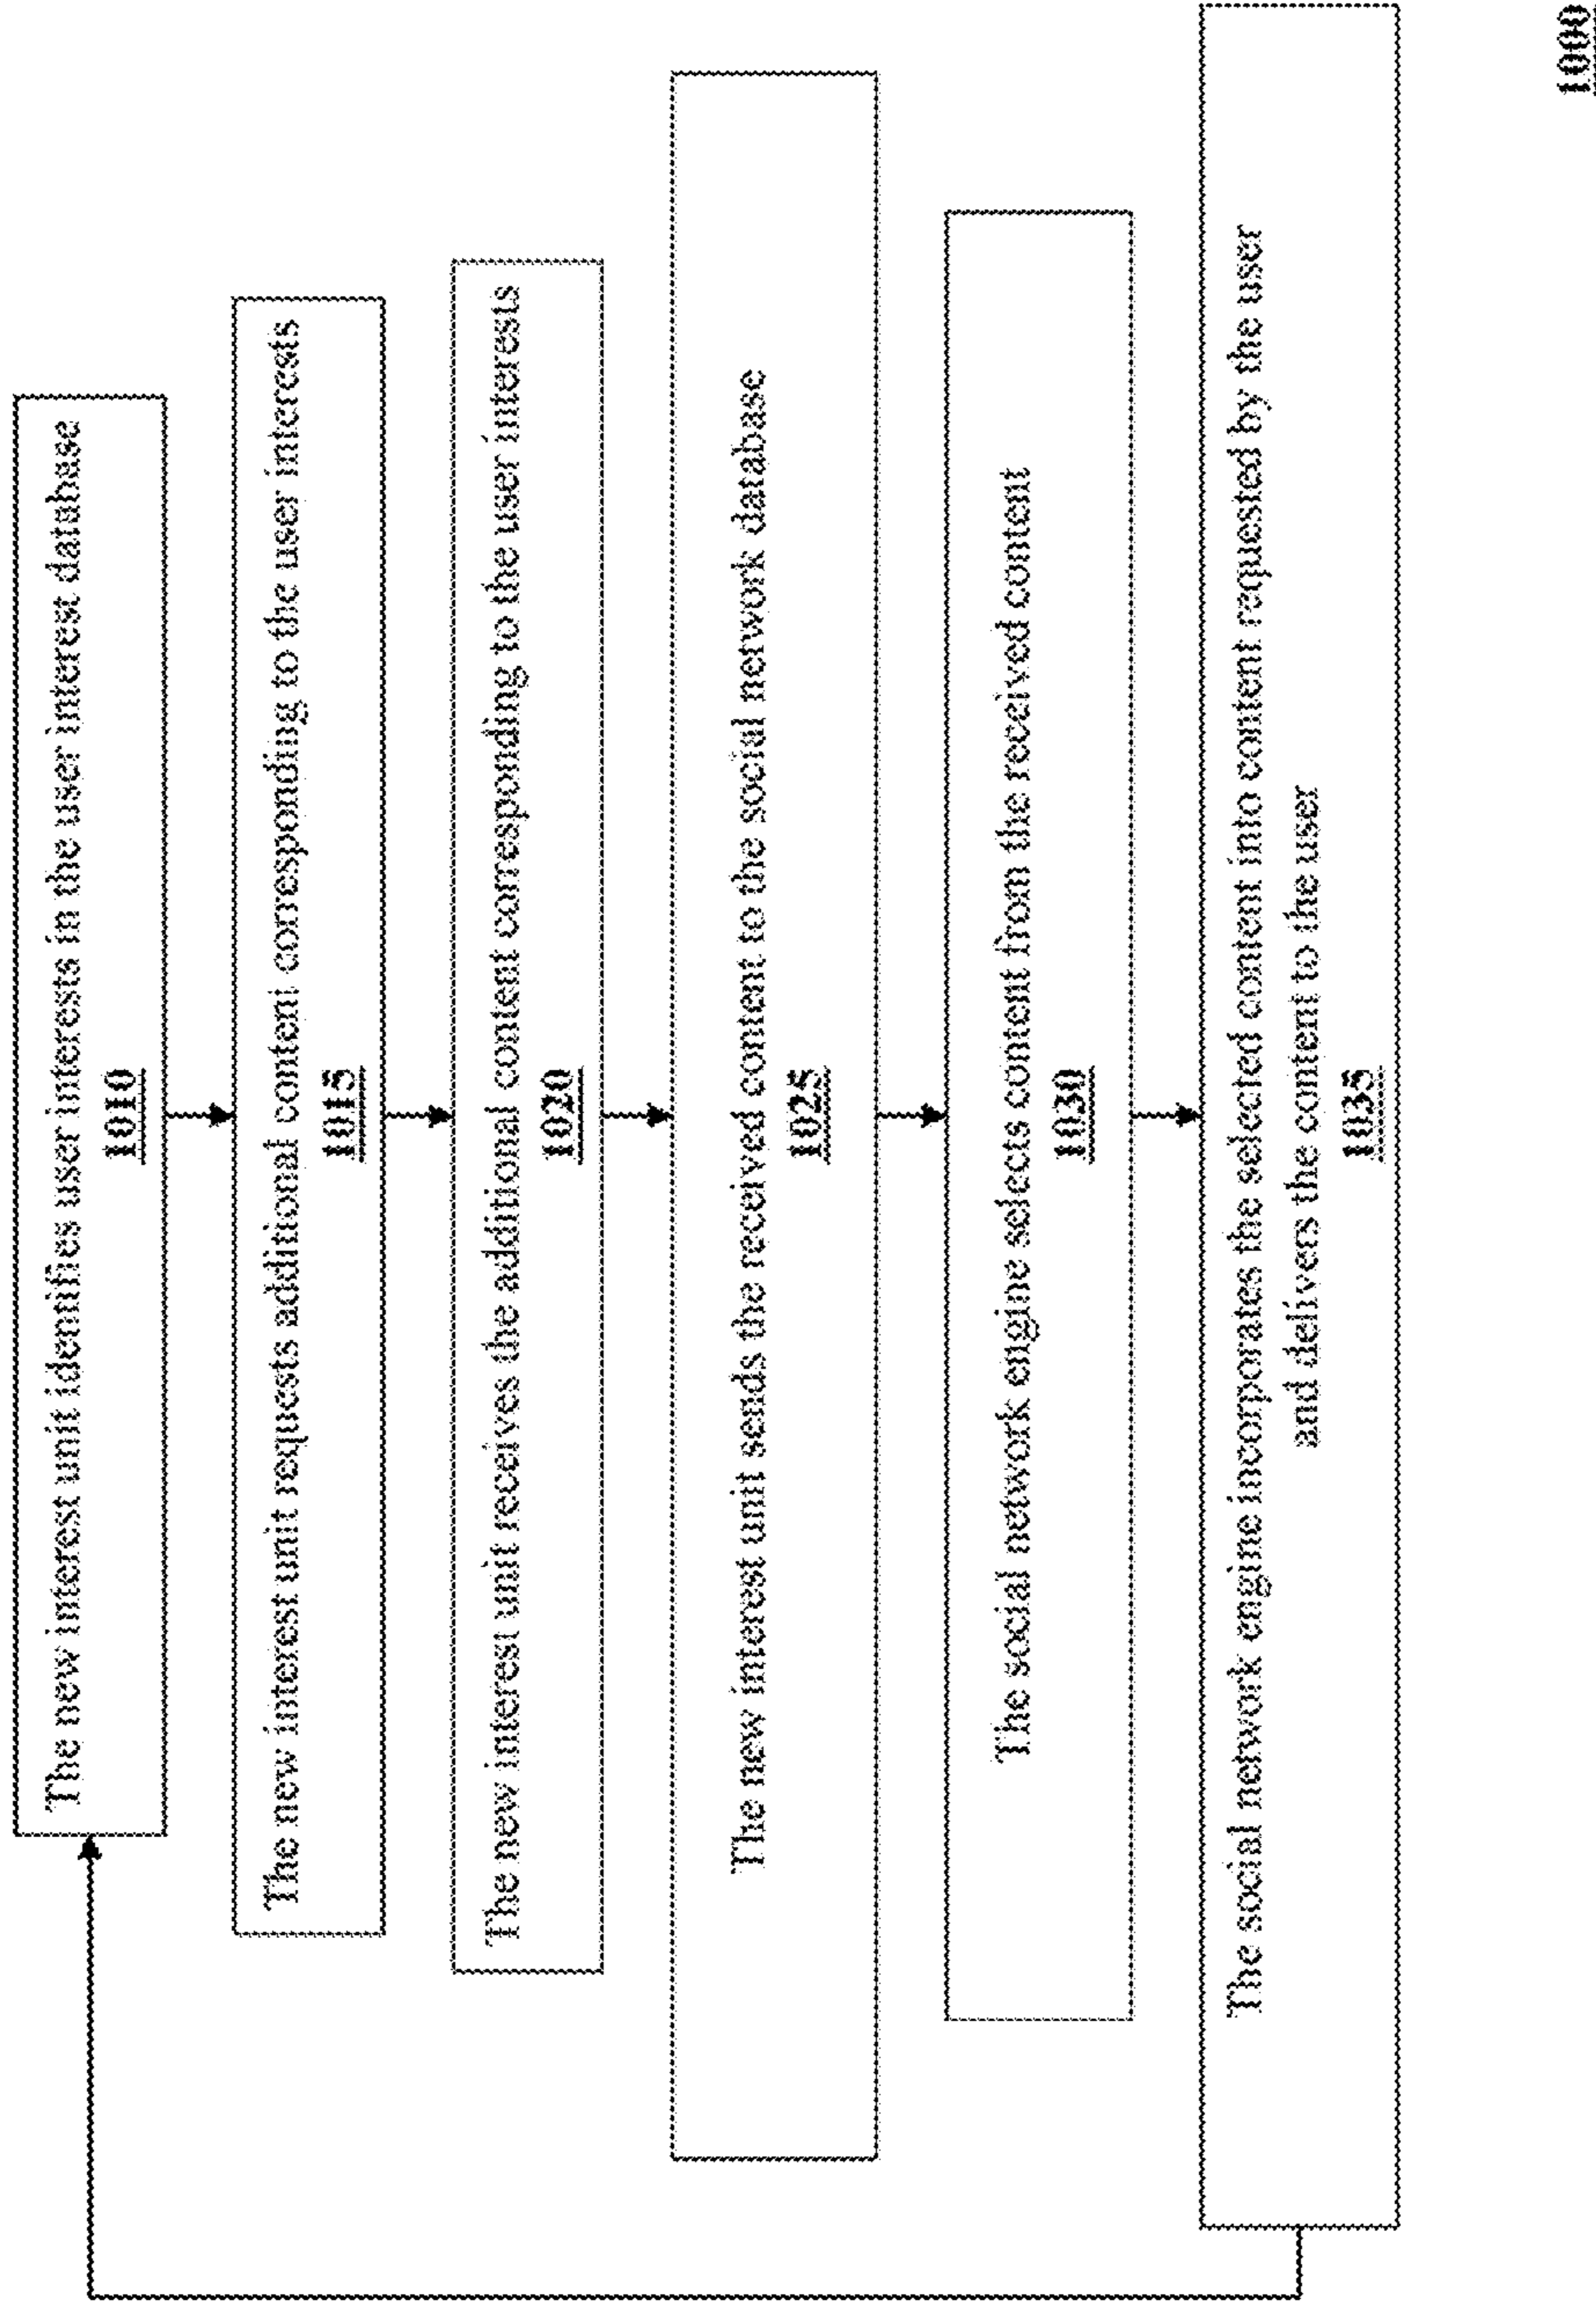 The new interest unit identifies user interests in the user interest database
1010
The new interest unit requests additional content corresponding to the user interests
1015
The new interest unit receives the additional content corresponding to the user interests
1020
The new interest unit sends the received content to the social network database
1025
The social network engine selects content from the received content
1030
The social network engine incorporates the selected content into content requested by the user
and delivers the content to the user
1035
1000